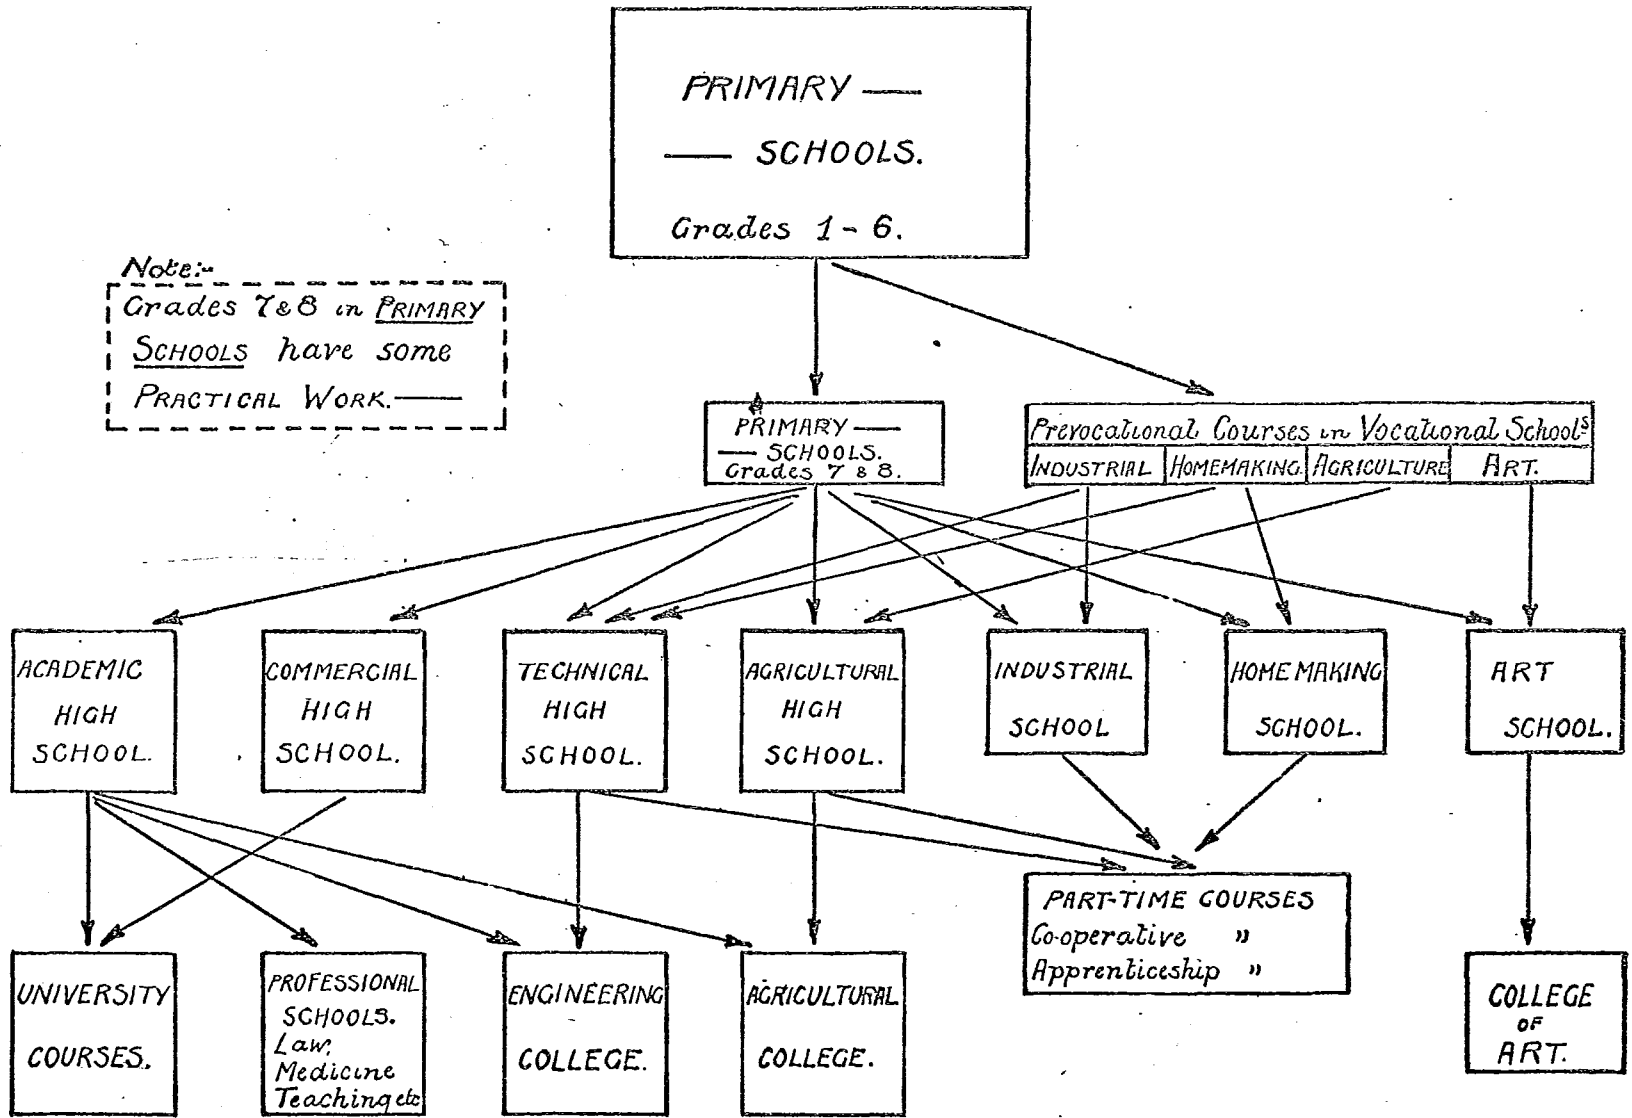 PRIMARY —
— SCHOOLS.
Grades 1 - 6.
Note:-
Grades 7 & 8 in PRIMARY
SCHOOLS have some
PRACTICAL WORK. —
PRIMARY —
— SCHOOLS.
Grades 7 & 8.
Prevocational Courses in Vocational Schools
INDUSTRIAL
HOMEMAKING
AGRICULTURE
ART.
ACADEMIC
HIGH
SCHOOL.
COMMERCIAL
HIGH
SCHOOL.
TECHNICAL
HIGH
SCHOOL.
AGRICULTURAL
HIGH
SCHOOL.
INDUSTRIAL
SCHOOL
HOMEMAKING
SCHOOL.
ART
SCHOOL.
UNIVERSITY
COURSES.
PROFESSIONAL
SCHOOLS.
Law,
Medicine
Teaching etc
ENGINEERING
COLLEGE.
AGRICULTURAL
COLLEGE.
PART-TIME COURSES
Co-operative "
Apprenticeship "
COLLEGE
OF
ART.